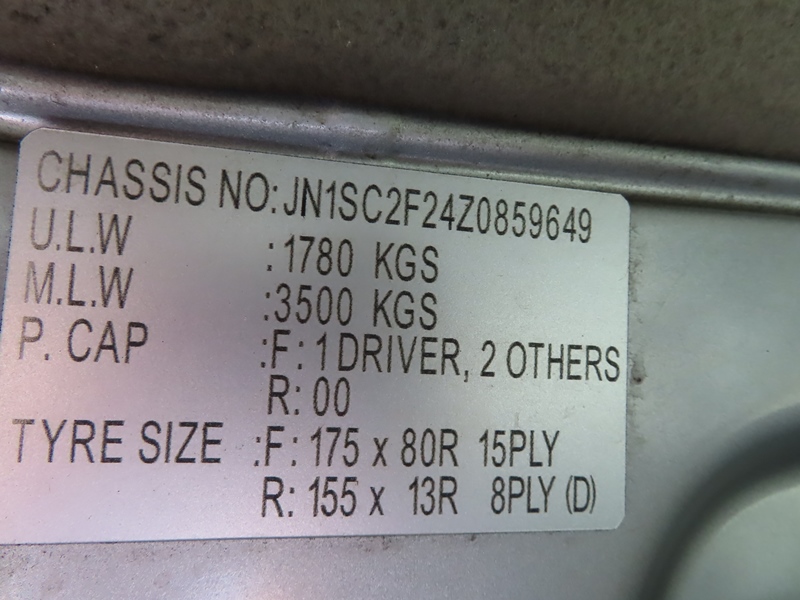 CHASSIS NO: JN1SC2F24Z0859649
U.L.W :1780 KGS
M.L.W :3500 KGS
P. CAP :F: 1 DRIVER, 2 OTHERS
R: 00
TYRE SIZE :F: 175 x 80R 15PLY
R: 155 x 13R 8PLY (D)